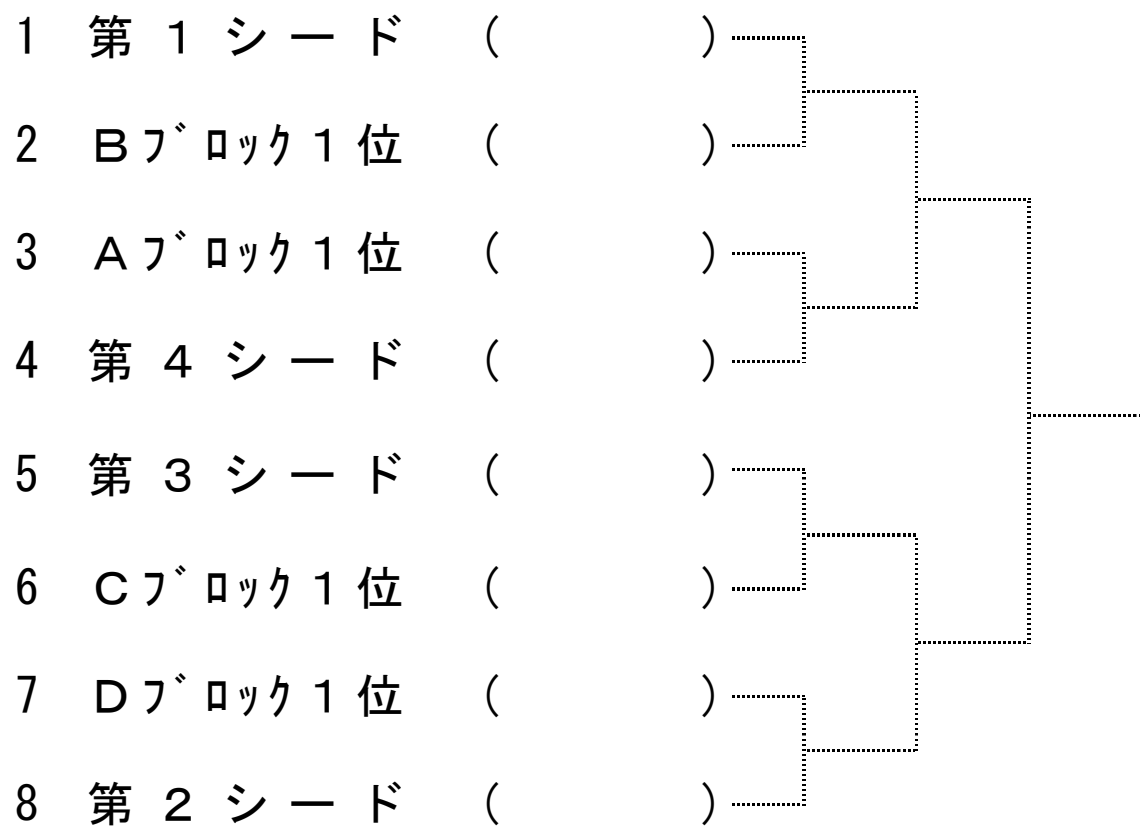 1 第１シード ( )
2 Ｂﾌﾞﾛｯｸ１位 ( )
3 Ａﾌﾞﾛｯｸ１位 ( )
4 第４シード ( )
5 第３シード ( )
6 Ｃﾌﾞﾛｯｸ１位 ( )
7 Ｄﾌﾞﾛｯｸ１位 ( )
8 第２シード ( )